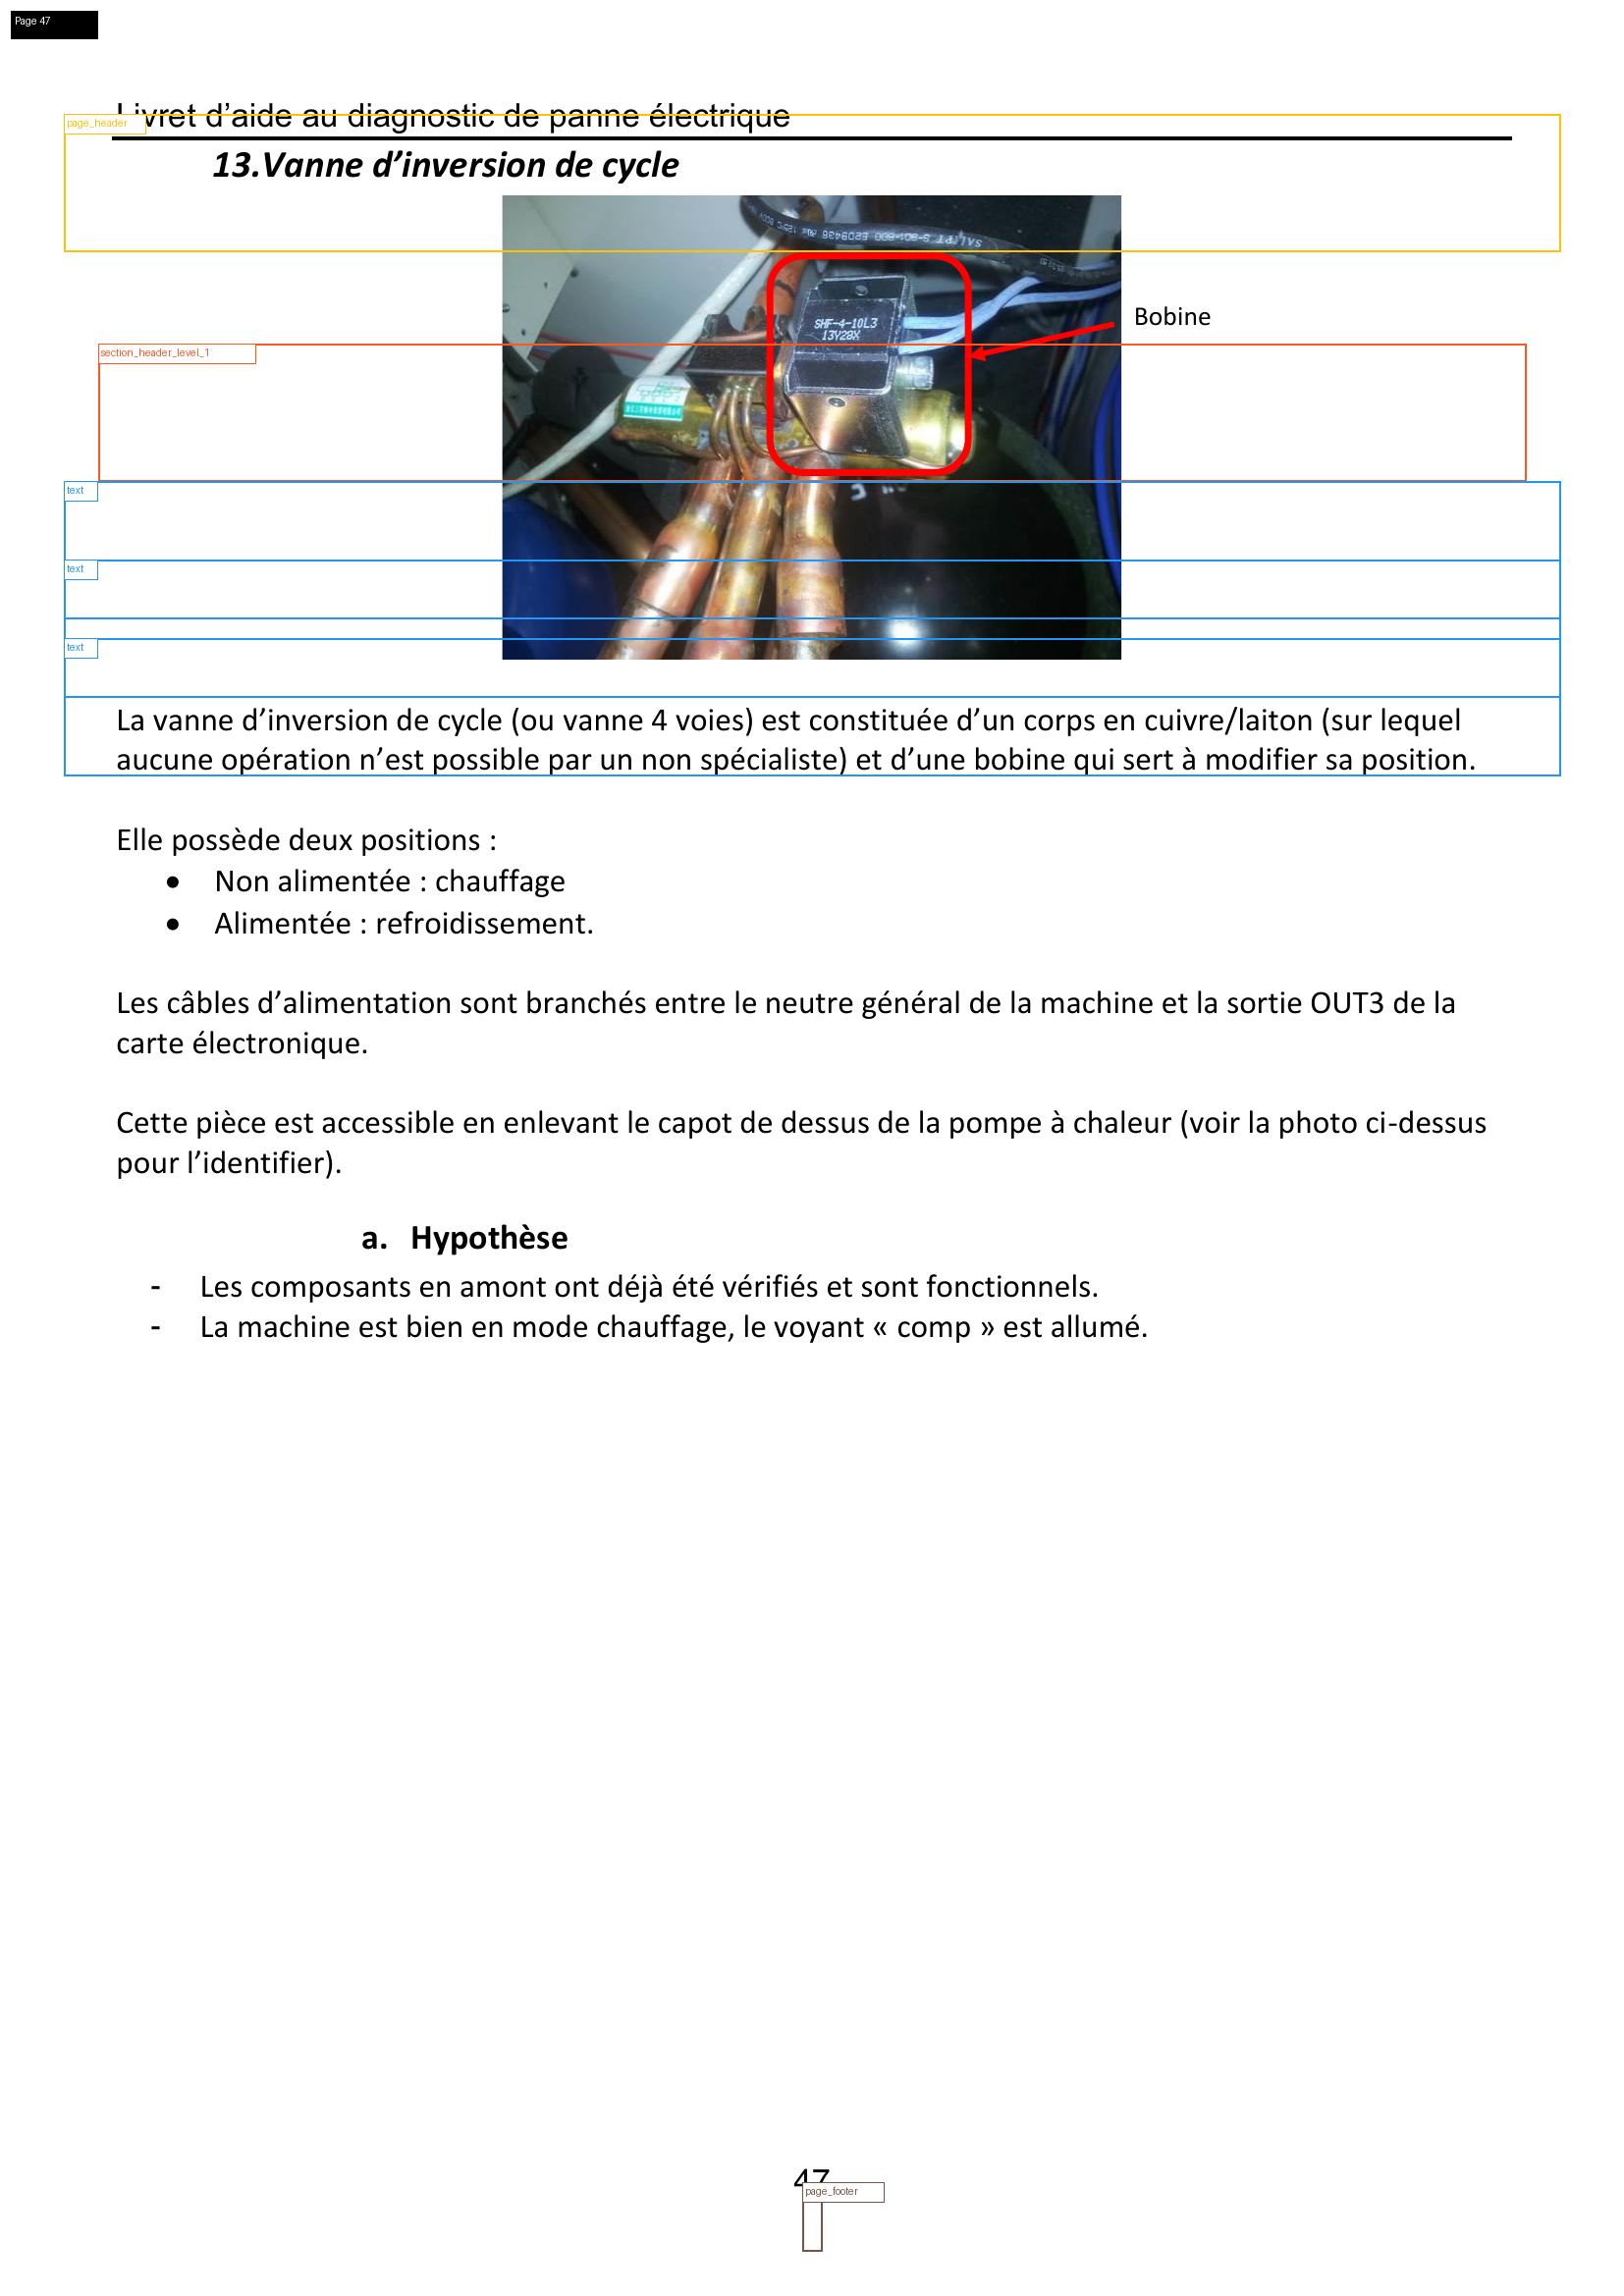 Page 47
Livret d’aide au diagnostic de panne électrique
page_header
13.Vanne d’inversion de cycle
SHF-4-10L3
13Y28X
Bobine
section_header_level_1
text
text
text
La vanne d’inversion de cycle (ou vanne 4 voies) est constituée d’un corps en cuivre/laiton (sur lequel
aucune opération n’est possible par un non spécialiste) et d’une bobine qui sert à modifier sa position.
Elle possède deux positions :
• Non alimentée : chauffage
• Alimentée : refroidissement.
Les câbles d’alimentation sont branchés entre le neutre général de la machine et la sortie OUT3 de la
carte électronique.
Cette pièce est accessible en enlevant le capot de dessus de la pompe à chaleur (voir la photo ci-dessus
pour l’identifier).
a. Hypothèse
- Les composants en amont ont déjà été vérifiés et sont fonctionnels.
- La machine est bien en mode chauffage, le voyant « comp » est allumé.
47
page_footer